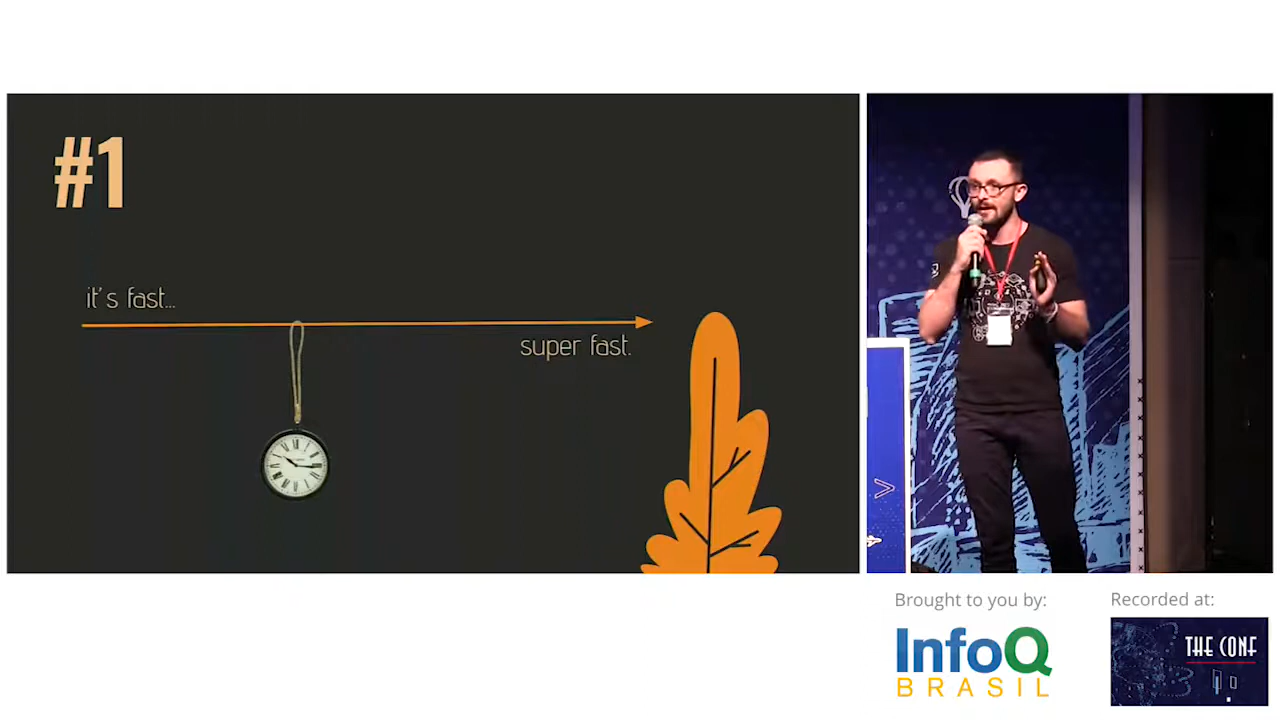 #1
it's fast...
super fast.
Brought to you by:
InfoQ
BRASIL
Recorded at:
THE CONF